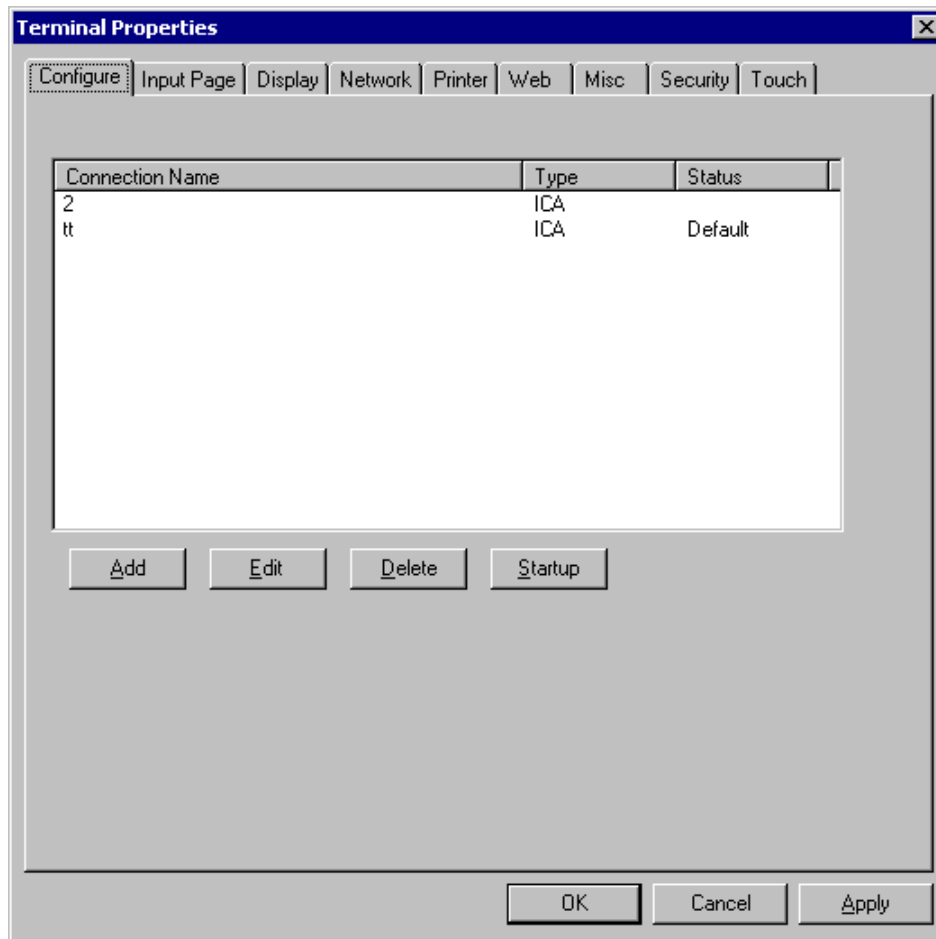 Terminal Properties
Configure Input Page Display Network Printer Web Misc Security Touch
Connection Name Type Status
2 ICA
tt ICA Default
Add Edit Delete Startup
OK Cancel Apply